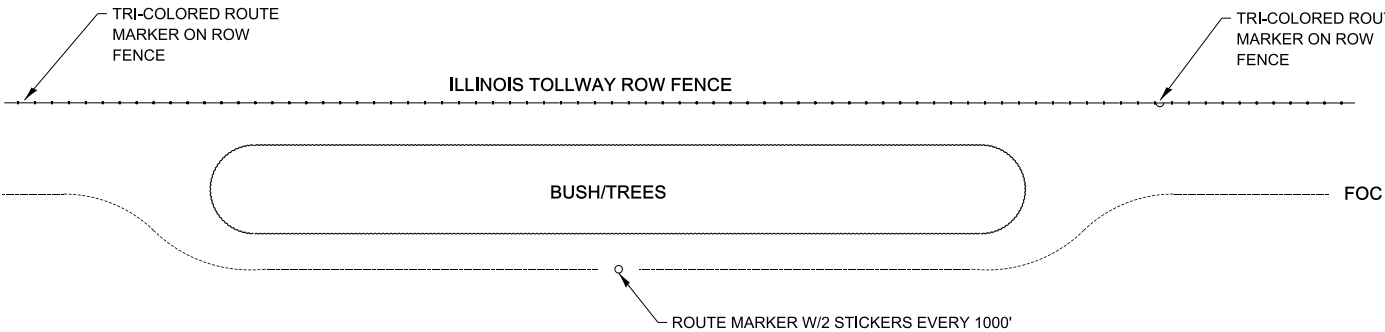 TRI-COLORED ROUTE
MARKER ON ROW
FENCE
TRI-COLORED
MARKER ON ROW
FENCE
ILLINOIS TOLLWAY ROW FENCE
BUSH/TREES
FOC
ROUTE MARKER W/2 STICKERS EVERY 1000'